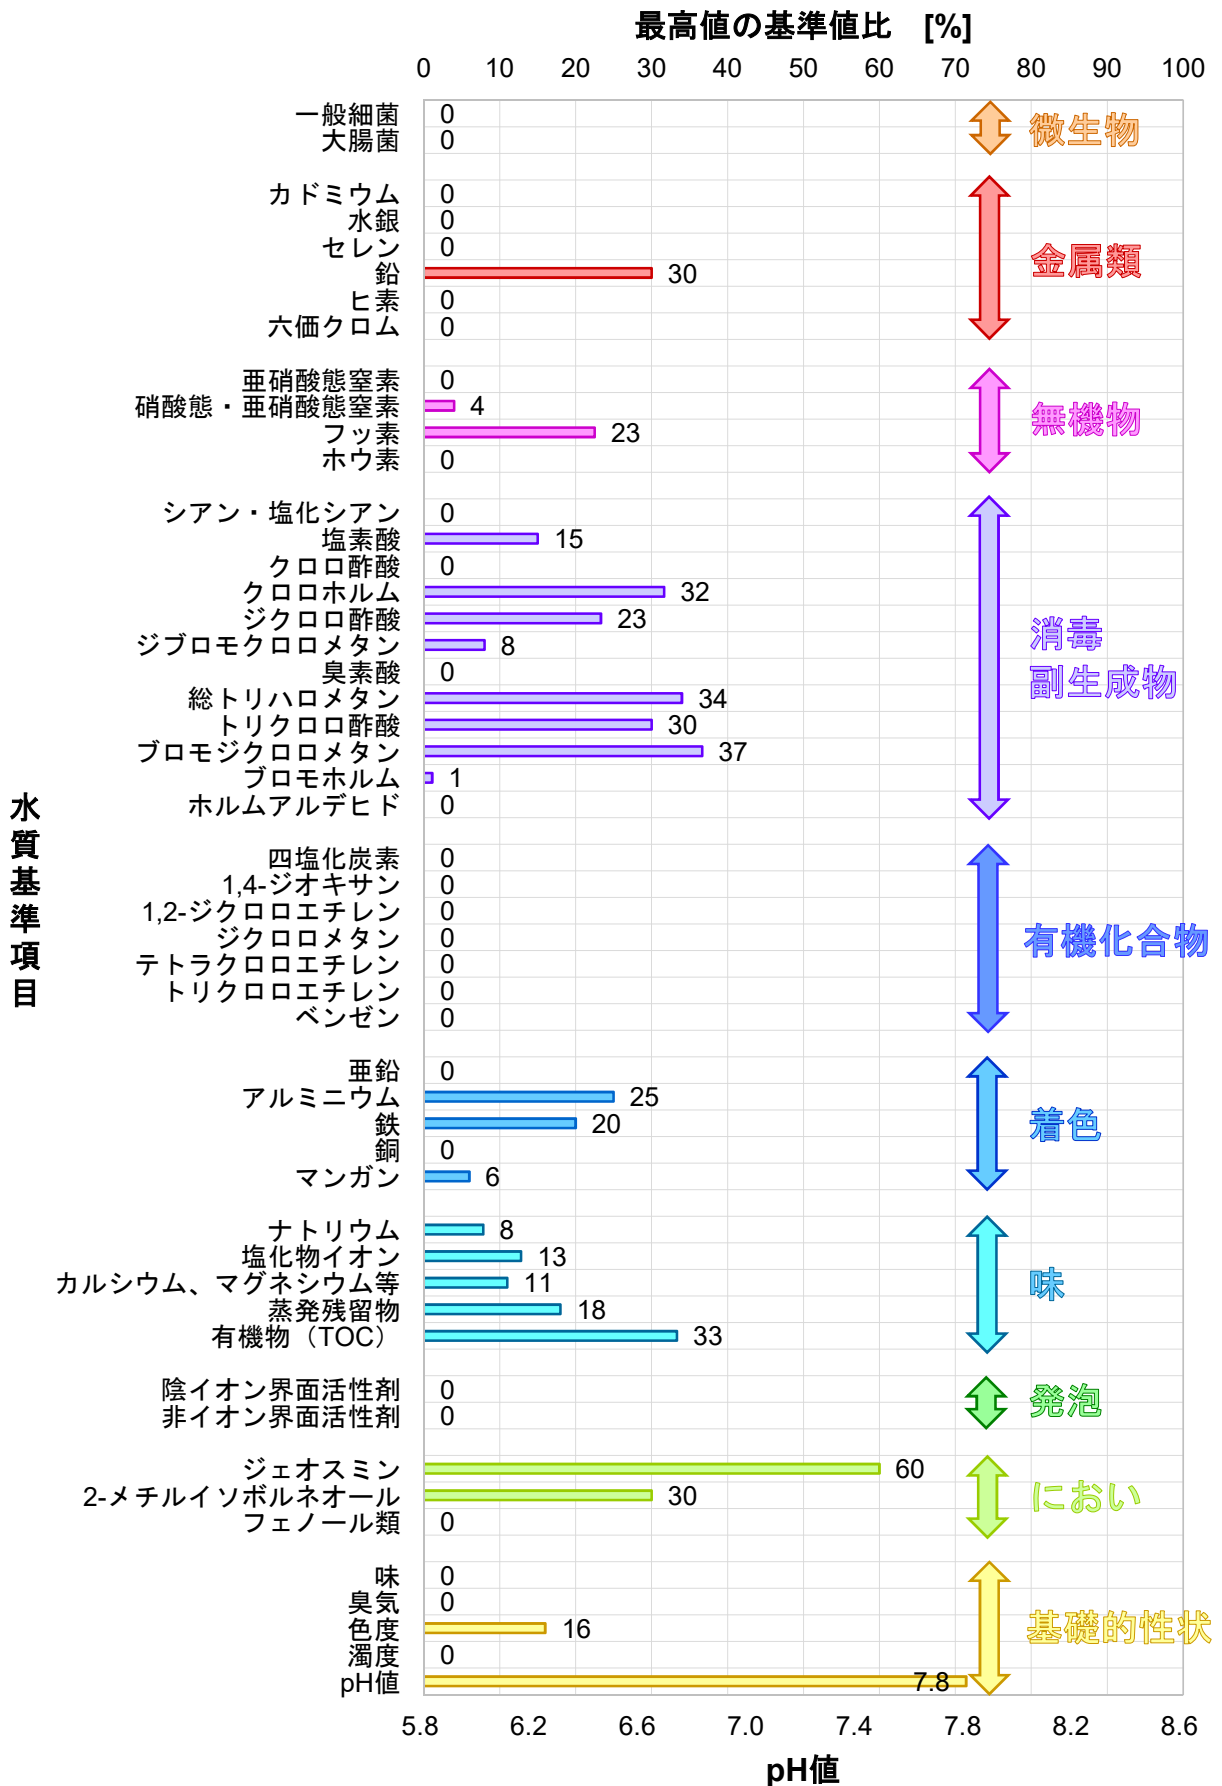 最高値の基準値比 [%]
0 10 20 30 40 50 60 70 80 90 100
一般細菌 0
大腸菌 0
微生物
カドミウム 0
水銀 0
セレン 0
鉛 30
ヒ素 0
六価クロム 0
金属類
亜硝酸態窒素 0
硝酸態・亜硝酸態窒素 4
フッ素 23
ホウ素 0
無機物
シアン・塩化シアン 0
塩素酸 15
クロロ酢酸 0
クロロホルム 32
ジクロロ酢酸 23
ジブロモクロロメタン 8
臭素酸 0
総トリハロメタン 34
トリクロロ酢酸 30
ブロモジクロロメタン 37
ブロモホルム 1
ホルムアルデヒド 0
消毒
副生成物
水質基準項目
四塩化炭素 0
1,4-ジオキサン 0
1,2-ジクロロエチレン 0
ジクロロメタン 0
テトラクロロエチレン 0
トリクロロエチレン 0
ベンゼン 0
有機化合物
亜鉛 0
アルミニウム 25
鉄 20
銅 0
マンガン 6
着色
ナトリウム 8
塩化物イオン 13
カルシウム、マグネシウム等 11
蒸発残留物 18
有機物（TOC） 33
味
陰イオン界面活性剤 0
非イオン界面活性剤 0
発泡
ジェオスミン 60
2-メチルイソボルネオール 30
フェノール類 0
におい
味 0
臭気 0
色度 16
濁度 0
pH値 7.8
基礎的性状
5.8 6.2 6.6 7.0 7.4 7.8 8.2 8.6
pH値